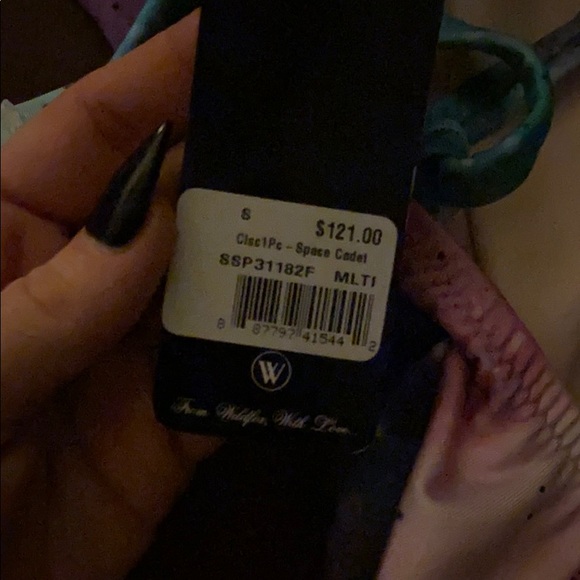 S
$121.00
Clsc1Pc - Space Cadet
SSP31182F MLTI
8 87797 41544 2
W
From Wildfox, With Love.